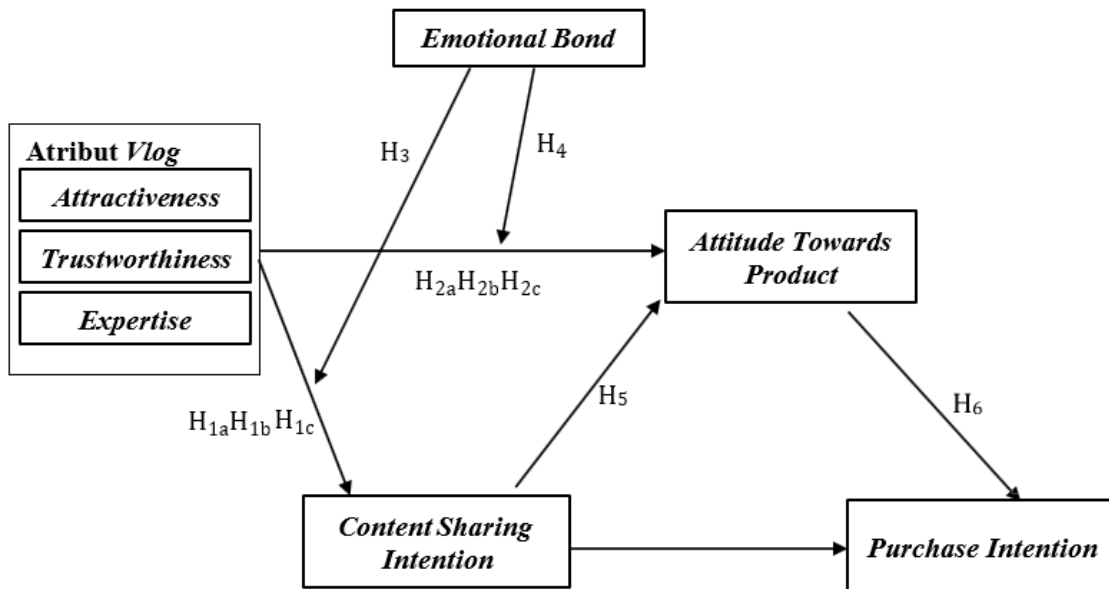 Emotional Bond
H₃
H₄
Atribut Vlog
Attractiveness
Trustworthiness
Expertise
Attitude Towards
Product
H₂ₐH₂bH₂c
H₅
H₆
H₁ₐH₁bH₁c
Content Sharing
Intention
Purchase Intention